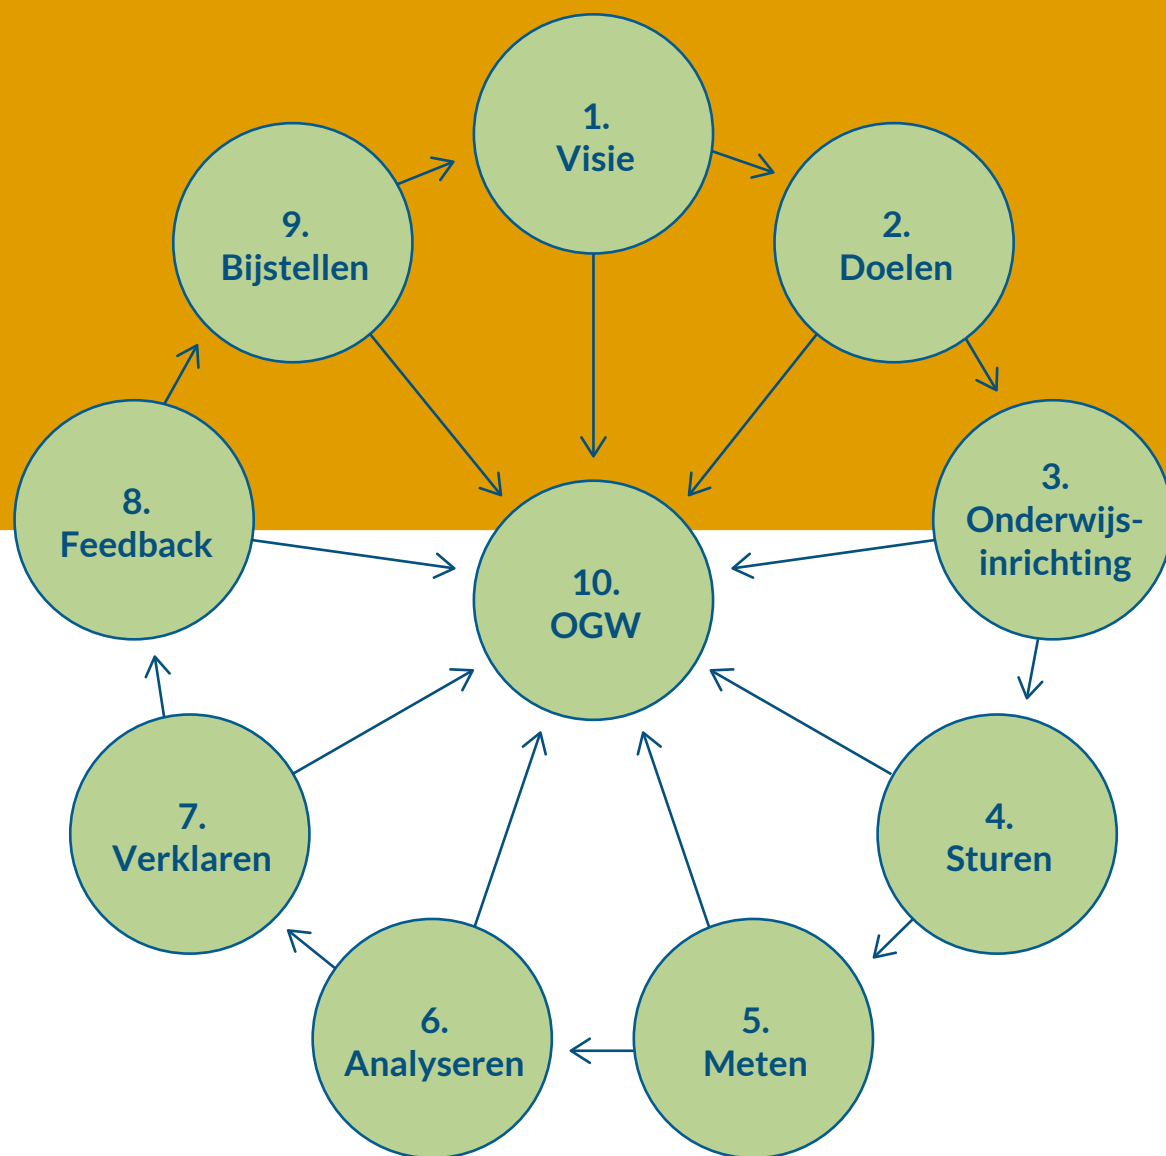 1.
Visie
2.
Doelen
3.
Onderwijs-
inrichting
4.
Sturen
5.
Meten
6.
Analyseren
7.
Verklaren
8.
Feedback
9.
Bijstellen
10.
OGW